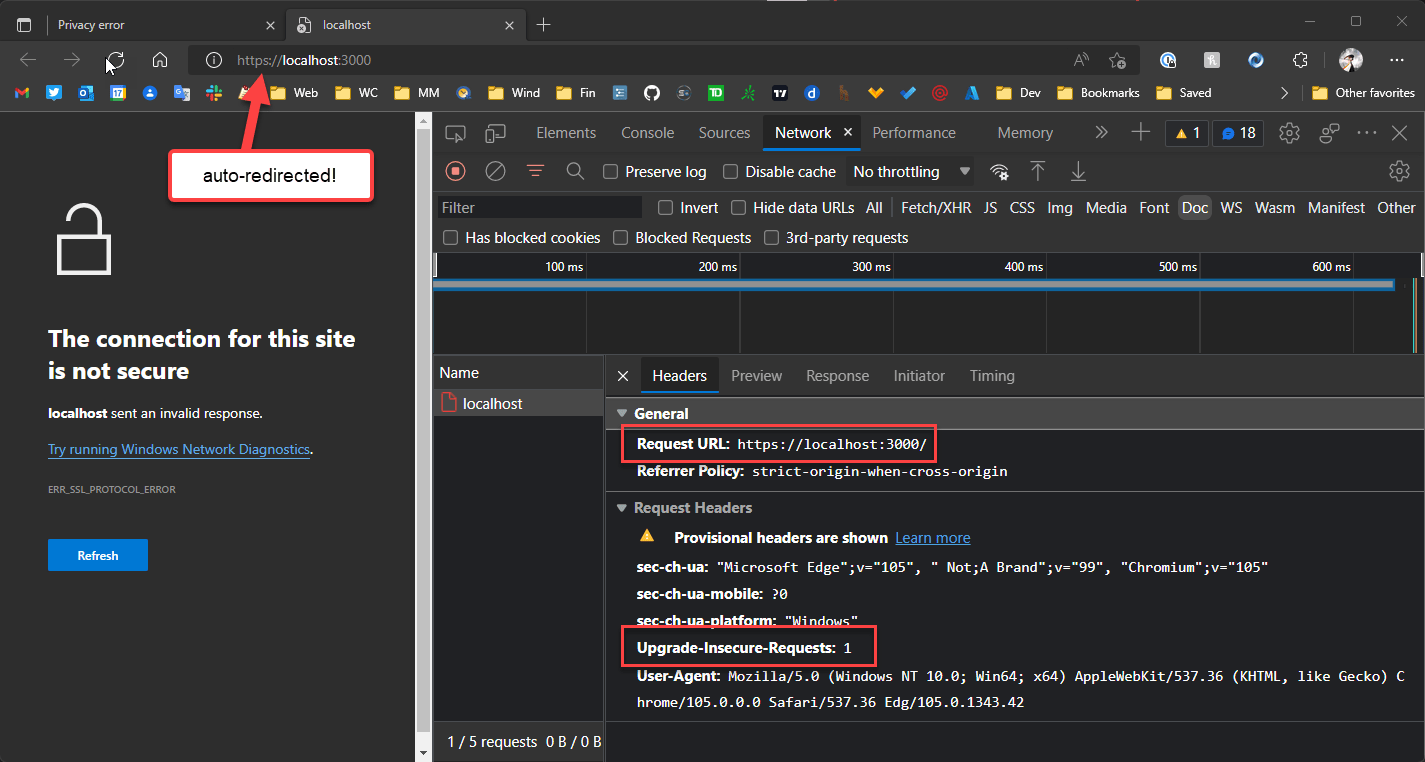 Privacy error
localhost
https://localhost:3000
Web
WC
MM
Wind
Fin
Dev
Bookmarks
Saved
Other favorites
auto-redirected!
The connection for this site
is not secure
localhost sent an invalid response.
Try running Windows Network Diagnostics.
ERR_SSL_PROTOCOL_ERROR
Refresh
Elements Console Sources Network Performance Memory 1 18
Preserve log Disable cache No throttling
Filter Invert Hide data URLs All Fetch/XHR JS CSS Img Media Font Doc WS Wasm Manifest Other
Has blocked cookies Blocked Requests 3rd-party requests
100 ms 200 ms 300 ms 400 ms 500 ms 600 ms
Name
localhost
1 / 5 requests 0 B / 0 B
Headers Preview Response Initiator Timing
General
Request URL: https://localhost:3000/
Referrer Policy: strict-origin-when-cross-origin
Request Headers
Provisional headers are shown Learn more
sec-ch-ua: "Microsoft Edge";v="105", " Not;A Brand";v="99", "Chromium";v="105"
sec-ch-ua-mobile: ?0
sec-ch-ua-platform: "Windows"
Upgrade-Insecure-Requests: 1
User-Agent: Mozilla/5.0 (Windows NT 10.0; Win64; x64) AppleWebKit/537.36 (KHTML, like Gecko) C
hrome/105.0.0.0 Safari/537.36 Edg/105.0.1343.42